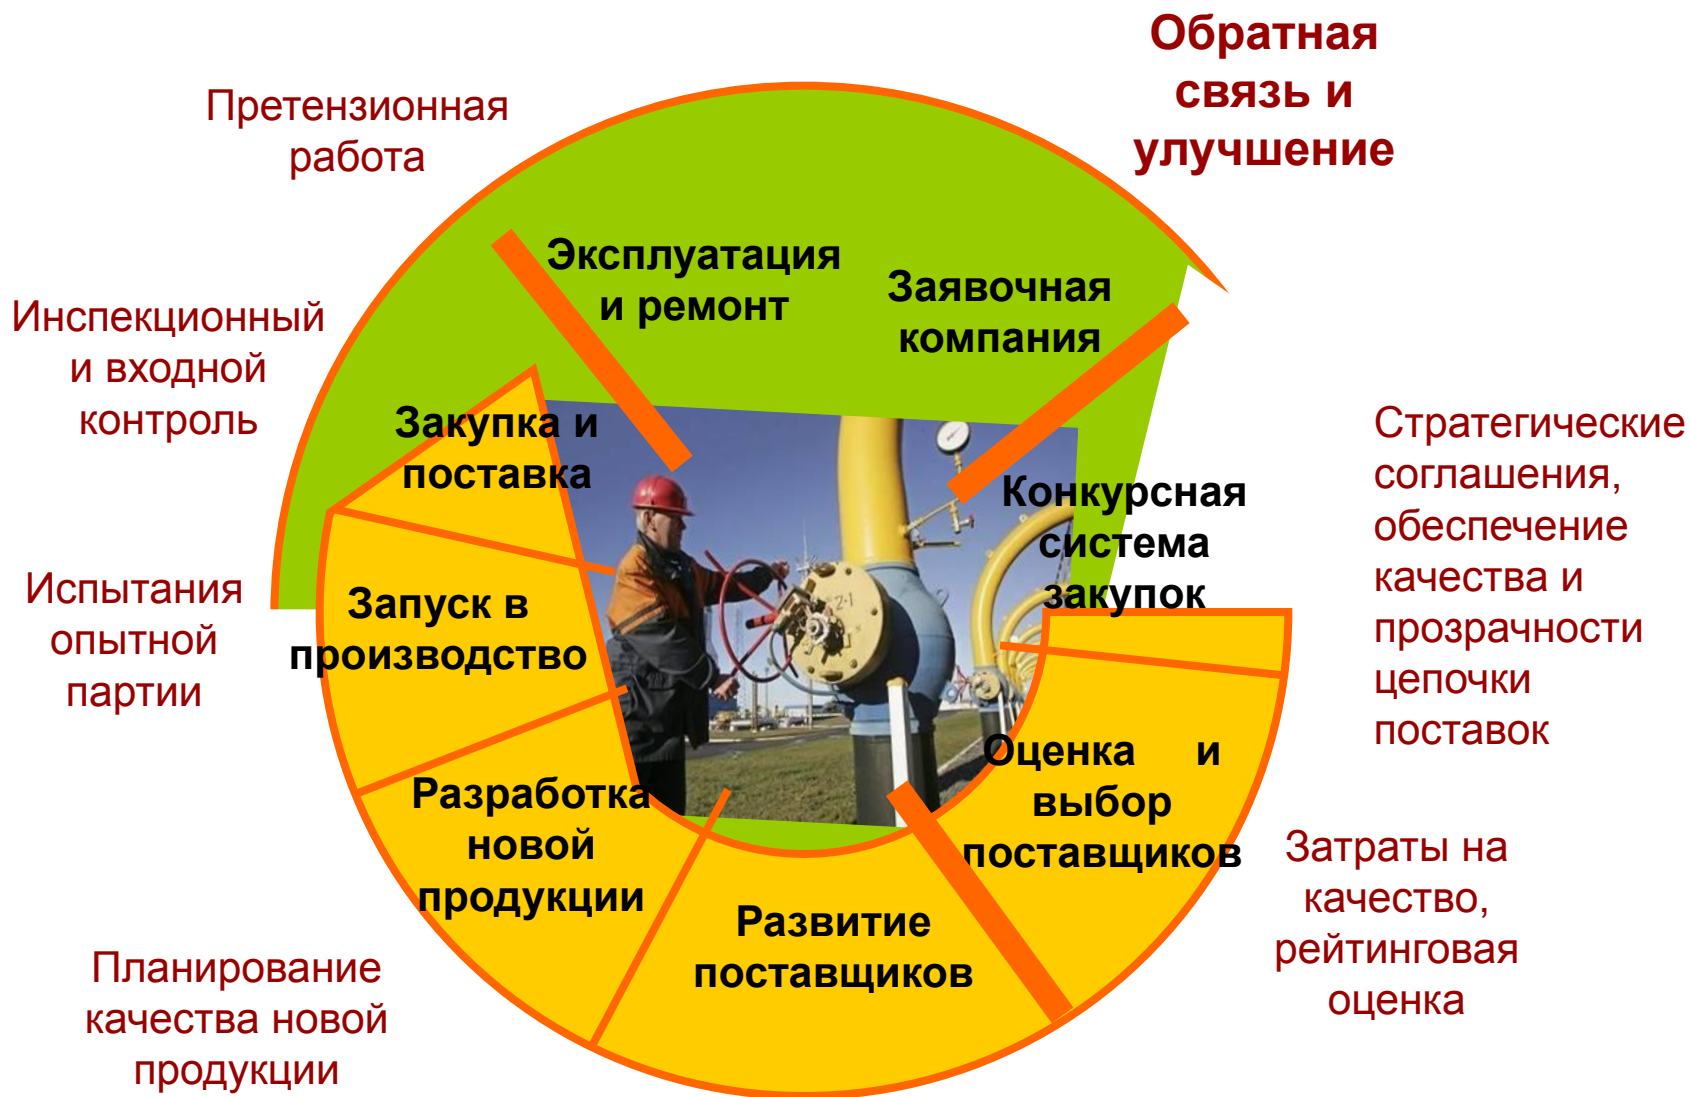 Обратная
связь и
улучшение
Претензионная
работа
Эксплуатация
и ремонт
Заявочная
компания
Инспекционный
и входной
контроль
Закупка и
поставка
Конкурсная
система
закупок
Стратегические
соглашения,
обеспечение
качества и
прозрачности
цепочки
поставок
Испытания
опытной
партии
Запуск в
производство
Оценка и
выбор
поставщиков
Разработка
новой
продукции
Развитие
поставщиков
Затраты на
качество,
рейтинговая
оценка
Планирование
качества новой
продукции
2-1